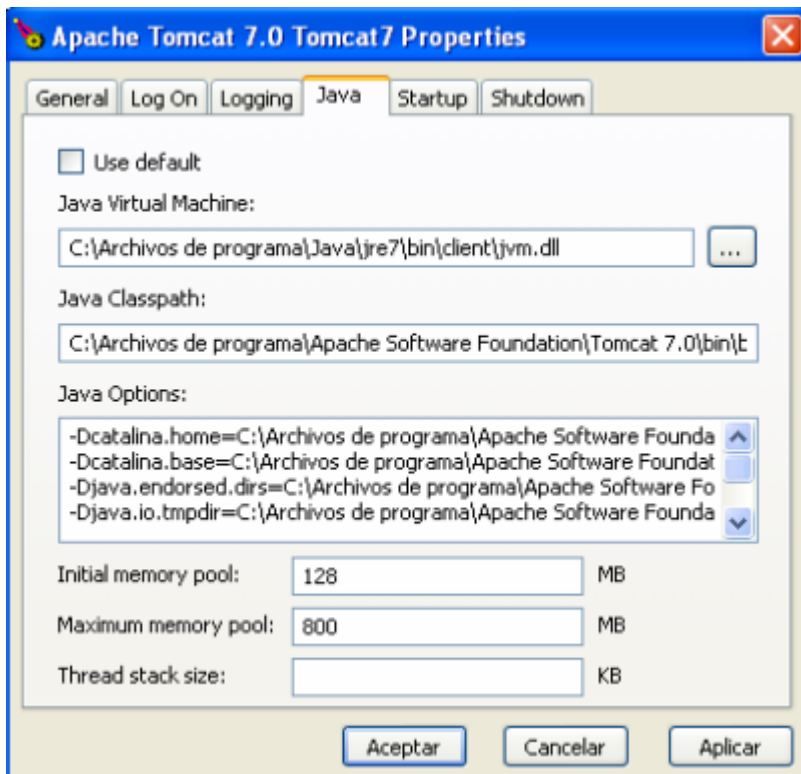 Apache Tomcat 7.0 Tomcat7 Properties
General Log On Logging Java Startup Shutdown
Use default
Java Virtual Machine:
C:\Archivos de programa\Java\jre7\bin\client\jvm.dll ...
Java Classpath:
C:\Archivos de programa\Apache Software Foundation\Tomcat 7.0\bin\b
Java Options:
-Dcatalina.home=C:\Archivos de programa\Apache Software Founda
-Dcatalina.base=C:\Archivos de programa\Apache Software Foundat
-Djava.endorsed.dirs=C:\Archivos de programa\Apache Software Fo
-Djava.io.tmpdir=C:\Archivos de programa\Apache Software Founda
Initial memory pool: 128 MB
Maximum memory pool: 800 MB
Thread stack size: KB
Aceptar Cancelar Aplicar